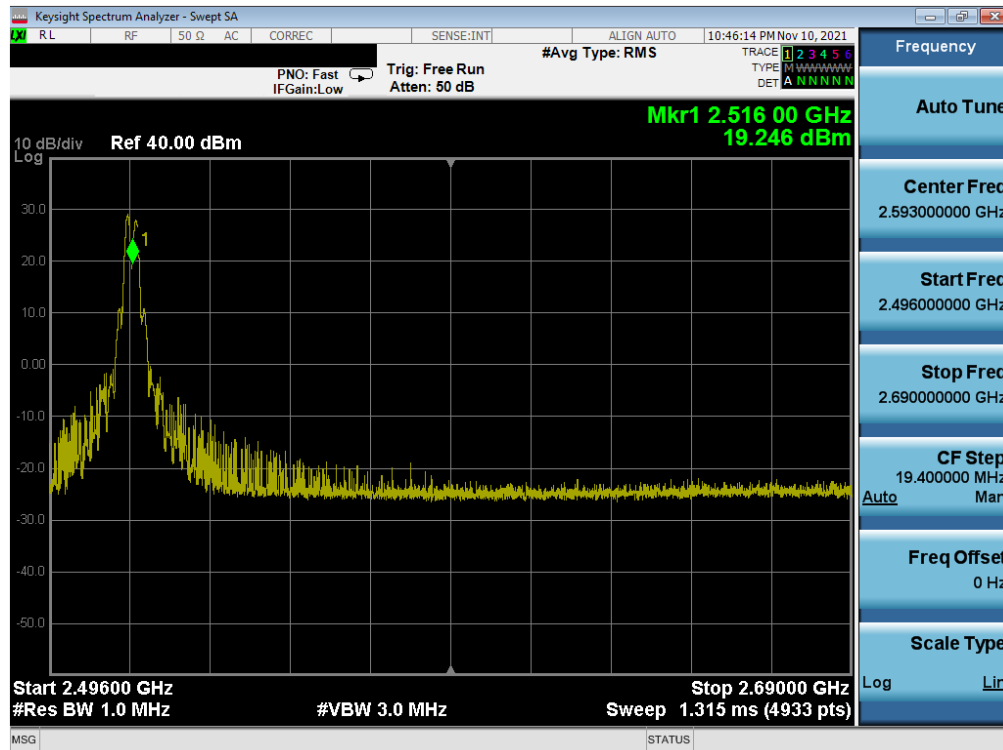 Keysight Spectrum Analyzer - Swept SA
LXI RL RF 50 Ω AC CORREC SENSE:INT ALIGN AUTO 10:46:14 PM Nov 10, 2021
#Avg Type: RMS
TRACE 1 2 3 4 5 6
TYPE M W W W W W
DET A N N N N N
PNO: Fast
IFGain:Low
Trig: Free Run
Atten: 50 dB
Mkr1 2.516 00 GHz
19.246 dBm
10 dB/div Ref 40.00 dBm
Log
30.0
20.0
10.0
0.00
-10.0
-20.0
-30.0
-40.0
-50.0
1
Start 2.49600 GHz Stop 2.69000 GHz
#Res BW 1.0 MHz #VBW 3.0 MHz Sweep 1.315 ms (4933 pts)
MSG STATUS
Frequency
Auto Tune
Center Freq
2.593000000 GHz
Start Freq
2.496000000 GHz
Stop Freq
2.690000000 GHz
CF Step
19.400000 MHz
Auto Man
Freq Offset
0 Hz
Scale Type
Log Lin